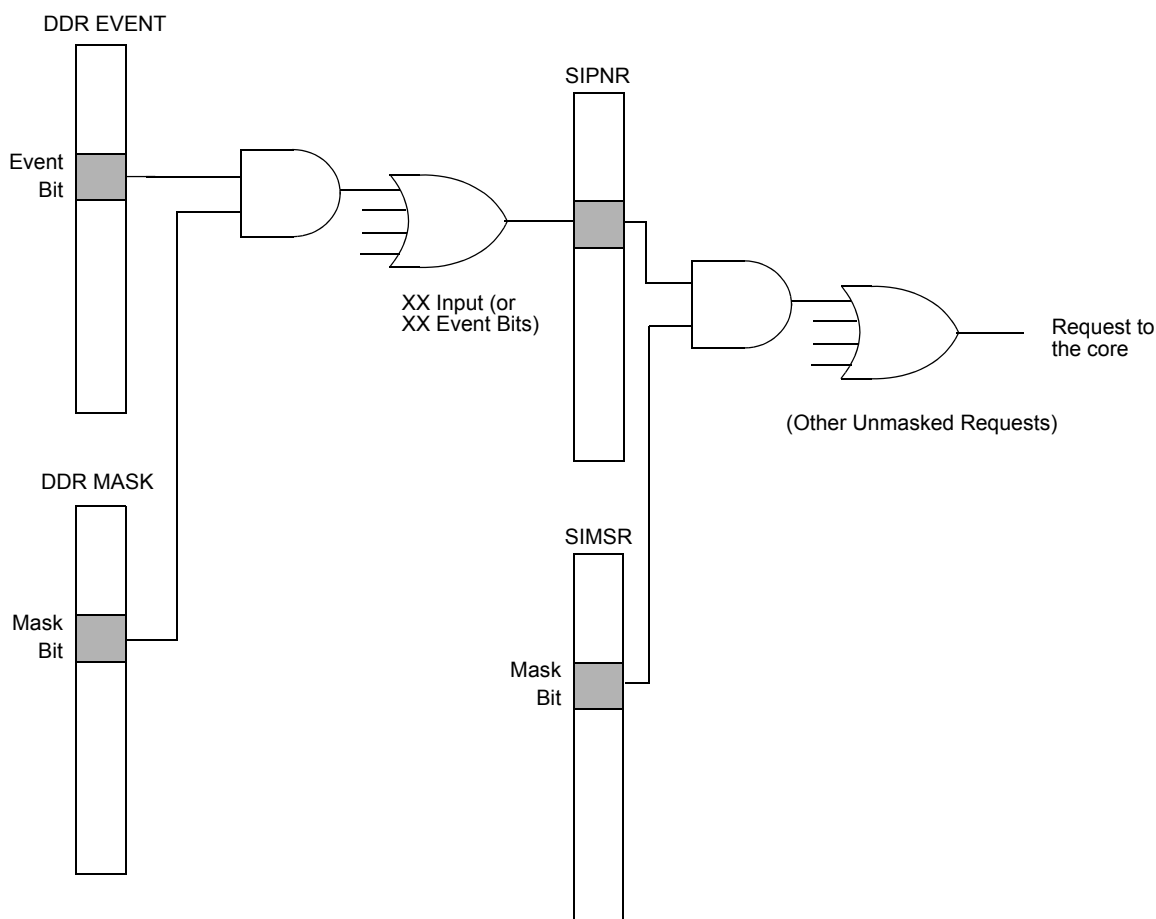 DDR EVENT
Event
Bit
SIPNR
XX Input (or
XX Event Bits)
Request to
the core
(Other Unmasked Requests)
DDR MASK
Mask
Bit
SIMSR
Mask
Bit